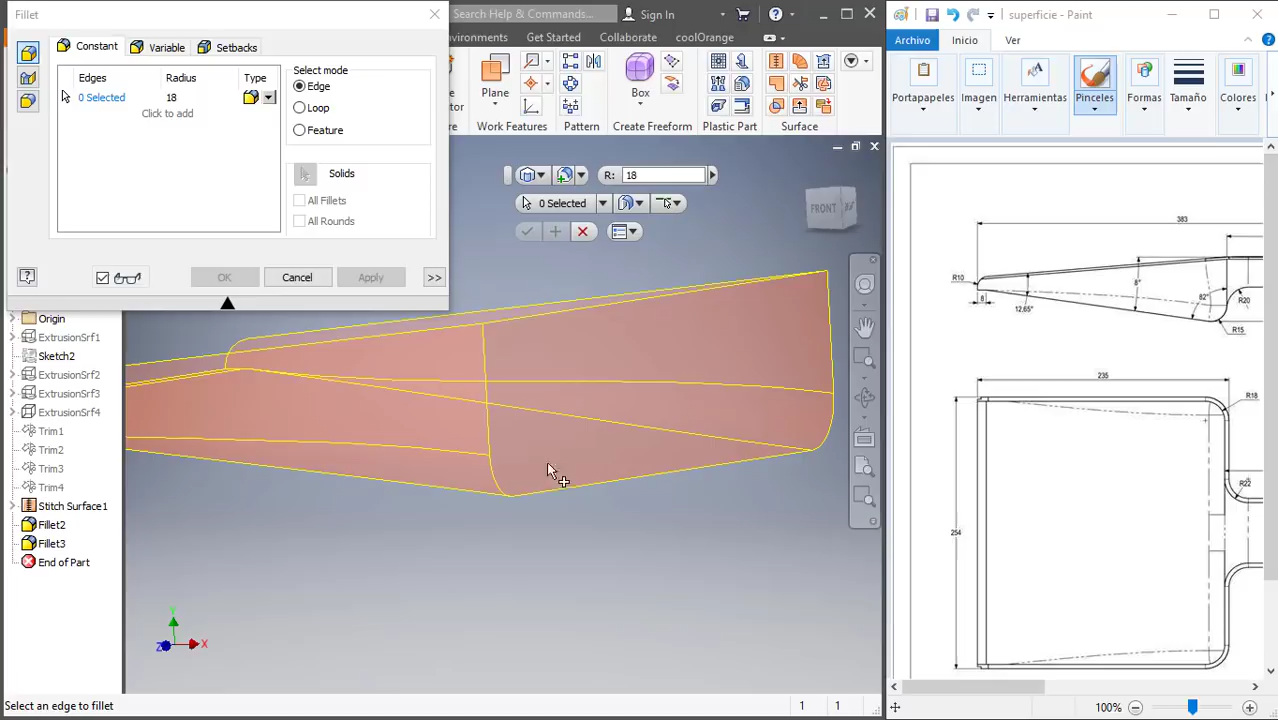 Fillet
Search Help & Commands...
Sign In
superficie - Paint
Constant
Variable
Setbacks
Edges
Radius
Type
0 Selected
18
Click to add
Select mode
Edge
Loop
Feature
Solids
All Fillets
All Rounds
OK
Cancel
Apply
>>
Get Started
Collaborate
coolOrange
Plane
Box
Work Features
Pattern
Create Freeform
Plastic Part
Surface
R:
18
0 Selected
FRONT
Origin
ExtrusionSrf1
Sketch2
ExtrusionSrf2
ExtrusionSrf3
ExtrusionSrf4
Trim1
Trim2
Trim3
Trim4
Stitch Surface1
Fillet2
Fillet3
End of Part
Y
Z
X
Select an edge to fillet
1
1
Archivo
Inicio
Ver
Portapapeles
Imagen
Herramientas
Pinceles
Formas
Tamaño
Colores
383
R10
8
12,65°
8°
82°
R20
R15
235
R18
R22
254
100%